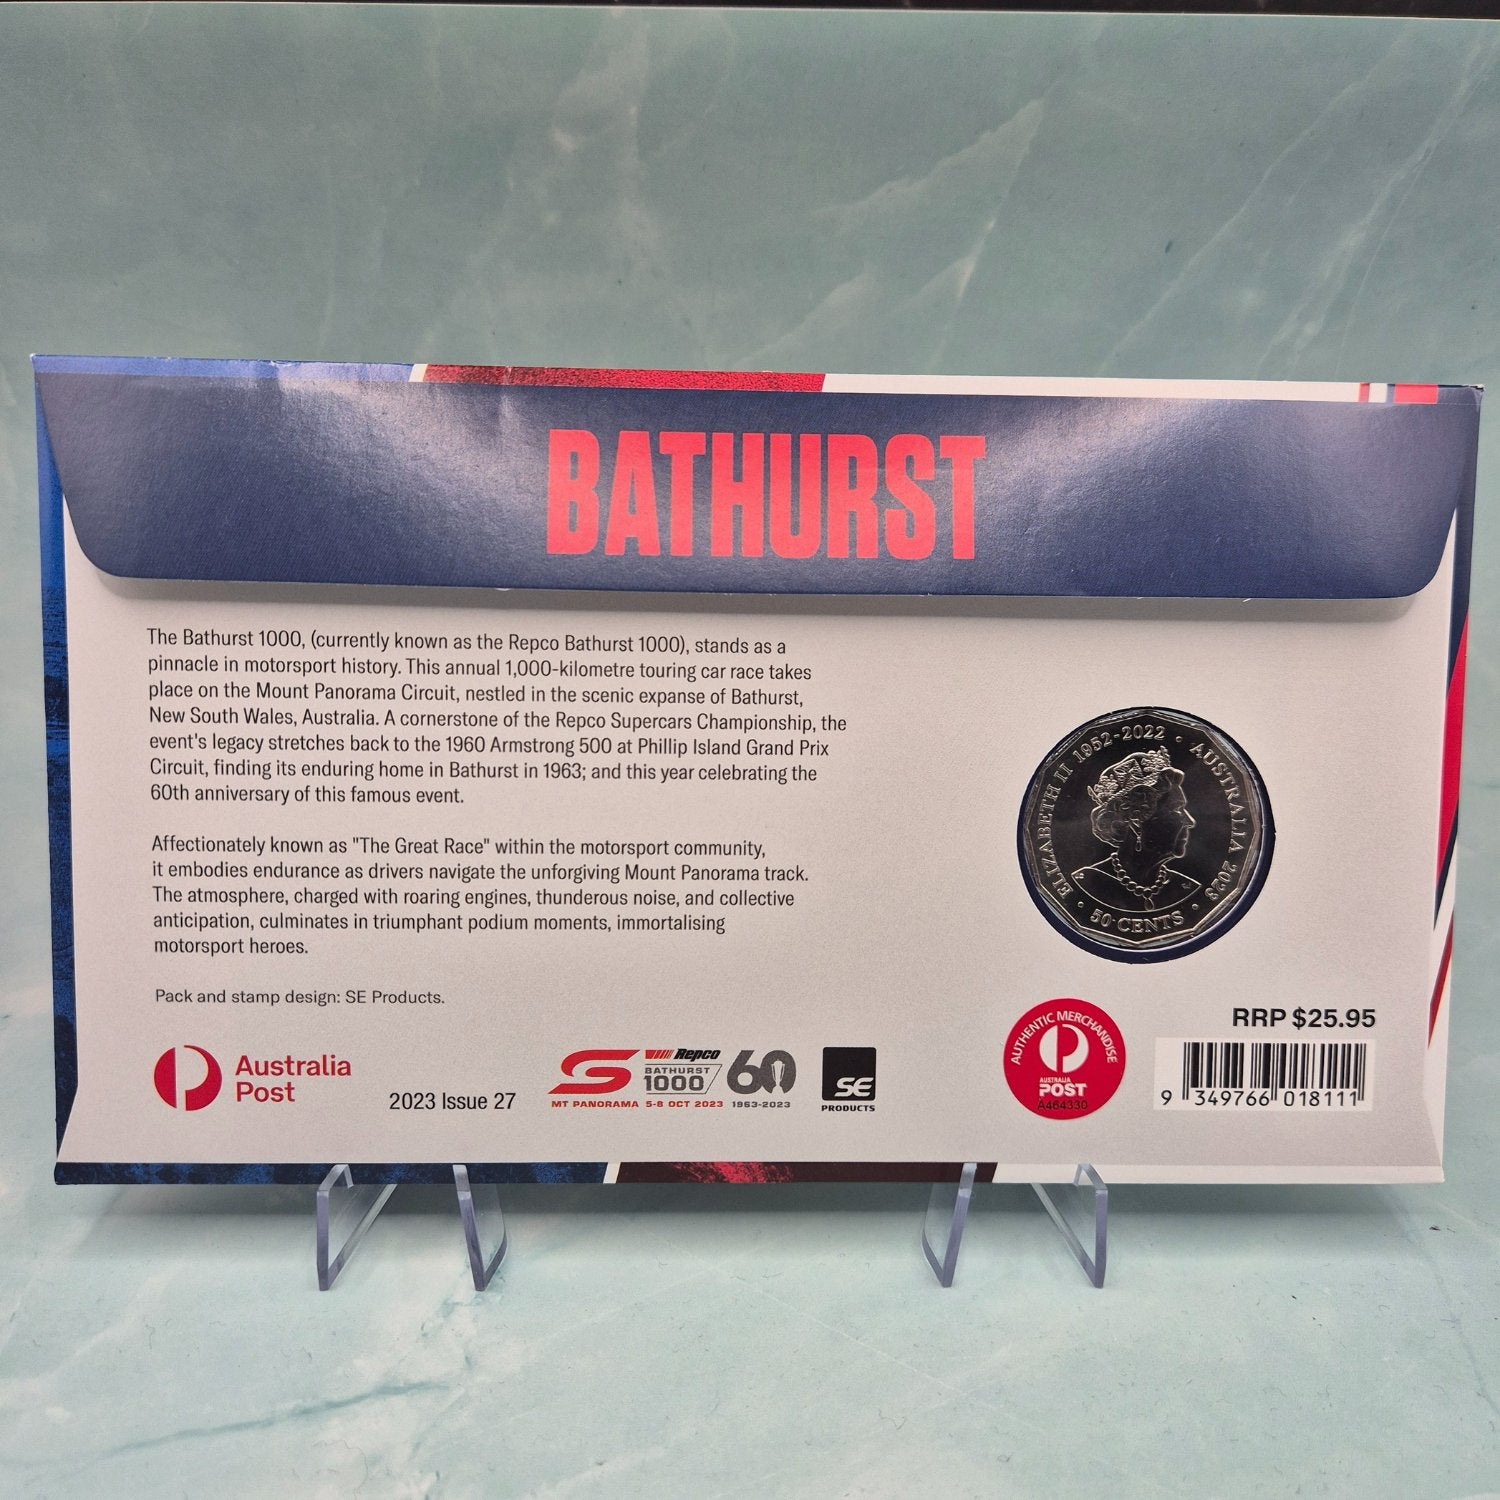 BATHURST
The Bathurst 1000, (currently known as the Repco Bathurst 1000), stands as a
pinnacle in motorsport history. This annual 1,000-kilometre touring car race takes
place on the Mount Panorama Circuit, nestled in the scenic expanse of Bathurst,
New South Wales, Australia. A cornerstone of the Repco Supercars Championship, the
event's legacy stretches back to the 1960 Armstrong 500 at Phillip Island Grand Prix
Circuit, finding its enduring home in Bathurst in 1963; and this year celebrating the
60th anniversary of this famous event.
Affectionately known as "The Great Race" within the motorsport community,
it embodies endurance as drivers navigate the unforgiving Mount Panorama track.
The atmosphere, charged with roaring engines, thunderous noise, and collective
anticipation, culminates in triumphant podium moments, immortalising
motorsport heroes.
Pack and stamp design: SE Products.
Australia
Post
2023 Issue 27
Repco
BATHURST
1000
60
MT PANORAMA 5-8 OCT 2023 1963-2023
SE
PRODUCTS
ELIZABETH II 1952-2022 · AUSTRALIA 2023
· 50 CENTS ·
AUTHENTIC MERCHANDISE
AUSTRALIA
POST
A464330
RRP $25.95
9 349766 018111